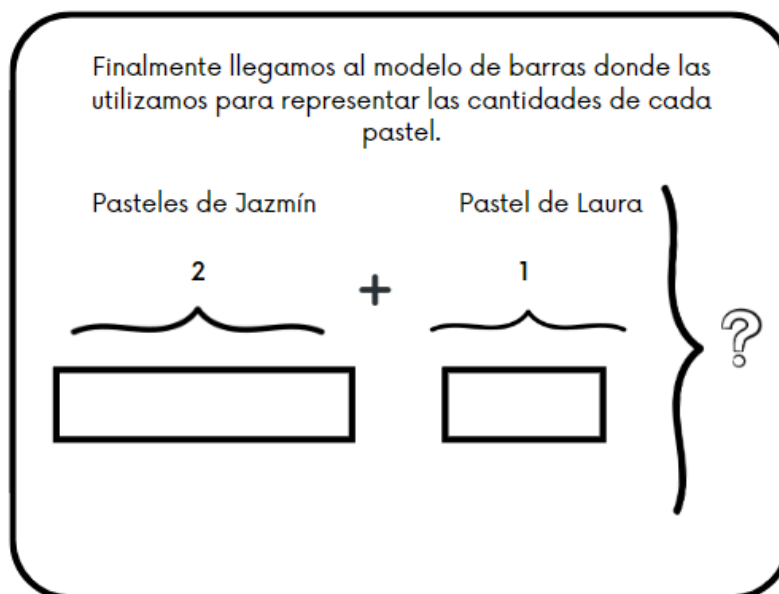 Finalmente llegamos al modelo de barras donde las
utilizamos para representar las cantidades de cada
pastel.
Pasteles de Jazmín
Pastel de Laura
2
+
1
?